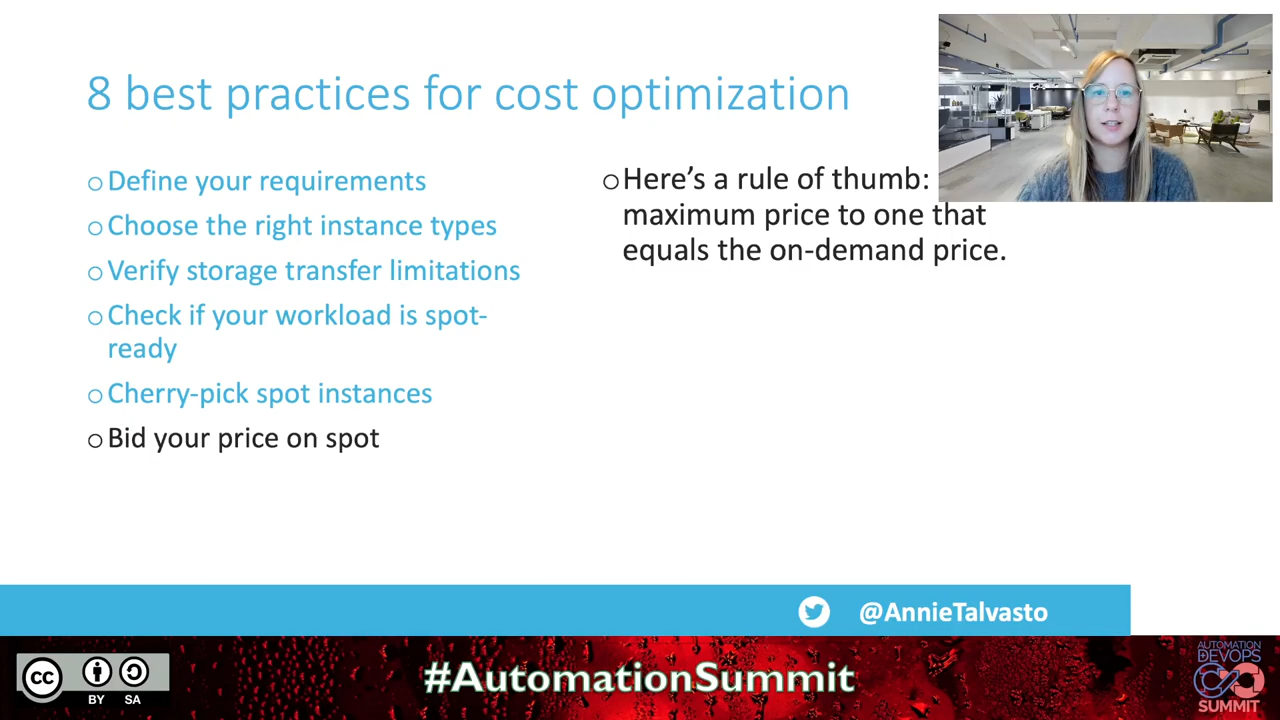 8 best practices for cost optimization
o Define your requirements
o Choose the right instance types
o Verify storage transfer limitations
o Check if your workload is spot-
ready
o Cherry-pick spot instances
o Bid your price on spot
o Here's a rule of thumb:
maximum price to one that
equals the on-demand price.
@AnnieTalvasto
cc
BY SA
#AutomationSummit
AUTOMATION
DEVOPS
SUMMIT